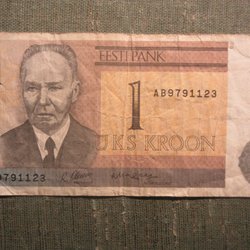 EESTI PANK
1
AB9791123
ÜKS KROON
9791123